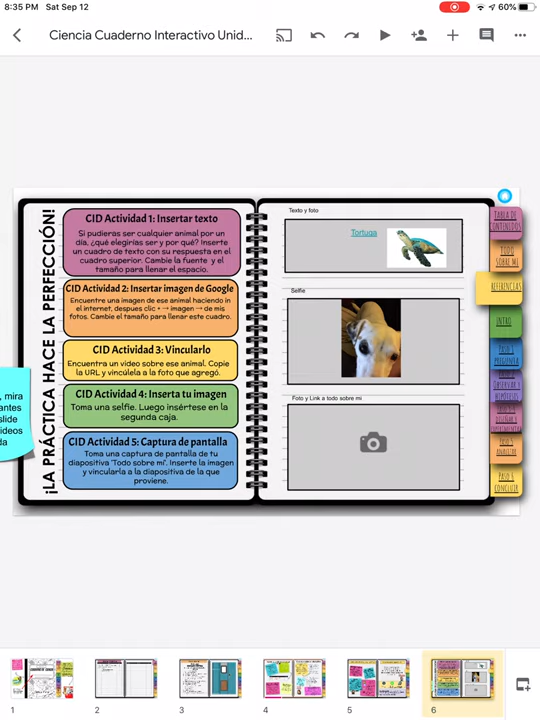 8:35 PM Sat Sep 12
60%
Ciencia Cuaderno Interactivo Unid...
¡LA PRÁCTICA HACE LA PERFECCIÓN!
CID Actividad 1: Insertar texto
Si pudieras ser cualquier animal por un
día, ¿qué elegirías ser y por qué? Inserte
un cuadro de texto con su respuesta en el
cuadro superior. Cambie la fuente y el
tamaño para llenar el espacio.
CID Actividad 2: Insertar imagen de Google
Encuentre una imagen de ese animal haciendo in
el internet, despues clic + → imagen → de mis
fotos. Cambie el tamaño para llenar este cuadro.
CID Actividad 3: Vincularlo
Encuentra un video sobre ese animal. Copie
la URL y vincúlela a la foto que agregó.
CID Actividad 4: Inserta tu imagen
Toma una selfie. Luego insértese en la
segunda caja.
CID Actividad 5: Captura de pantalla
Toma una captura de pantalla de tu
diapositiva "Todo sobre mí". Inserte la imagen
y vincularla a la diapositiva de la que
proviene.
, mira
antes
slide
videos
da
Texto y foto
Tortuga
Selfie
Foto y Link a todo sobre mi
TABLA DE
CONTENIDOS
TODO
SOBRE MI
REFERENCIAS
INTRO
PASO 1
PREGUNTA
OBSERVAR Y
PASO 5
ANALIZAR
PASO 6
CONCLUIR
1
2
3
4
5
6